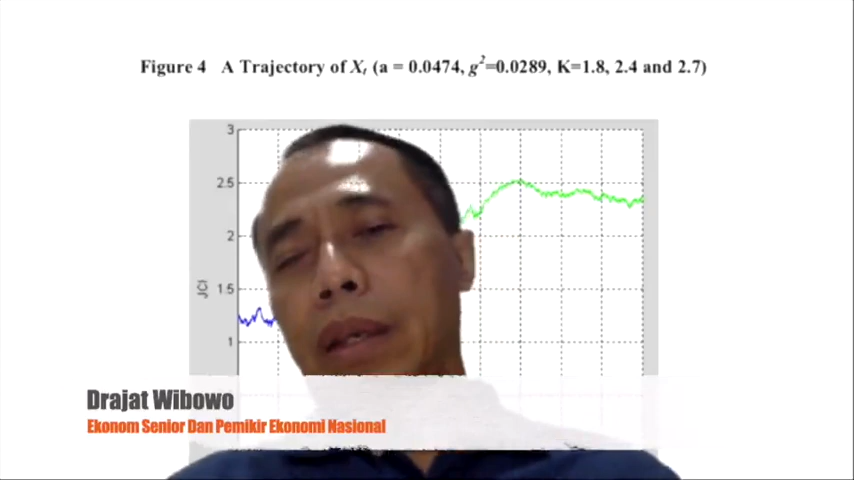 Figure 4 A Trajectory of Xt (a = 0.0474, g²=0.0289, K=1.8, 2.4 and 2.7)
3
2.5
2
JCI
1.5
1
Drajat Wibowo
Ekonom Senior Dan Pemikir Ekonomi Nasional